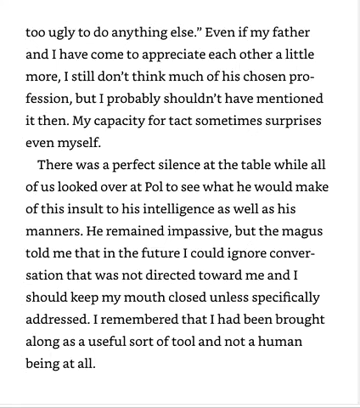 too ugly to do anything else.” Even if my father
and I have come to appreciate each other a little
more, I still don’t think much of his chosen pro-
fession, but I probably shouldn’t have mentioned
it then. My capacity for tact sometimes surprises
even myself.
There was a perfect silence at the table while all
of us looked over at Pol to see what he would make
of this insult to his intelligence as well as his
manners. He remained impassive, but the magus
told me that in the future I could ignore conver-
sation that was not directed toward me and I
should keep my mouth closed unless specifically
addressed. I remembered that I had been brought
along as a useful sort of tool and not a human
being at all.